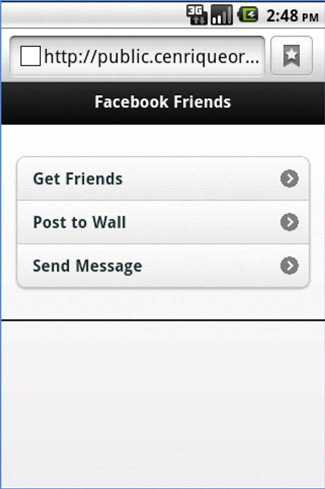 3G 2:48 PM
http://public.cenriqueor...
Facebook Friends
Get Friends
Post to Wall
Send Message